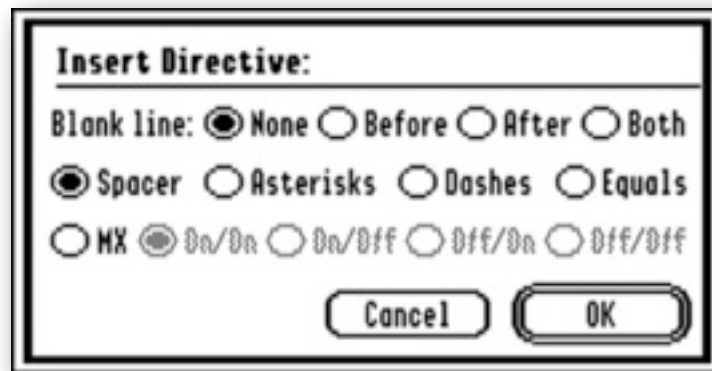 Insert Directive:
Blank line: None Before After Both
Spacer Asterisks Dashes Equals
MX On/On On/Off Off/On Off/Off
Cancel OK